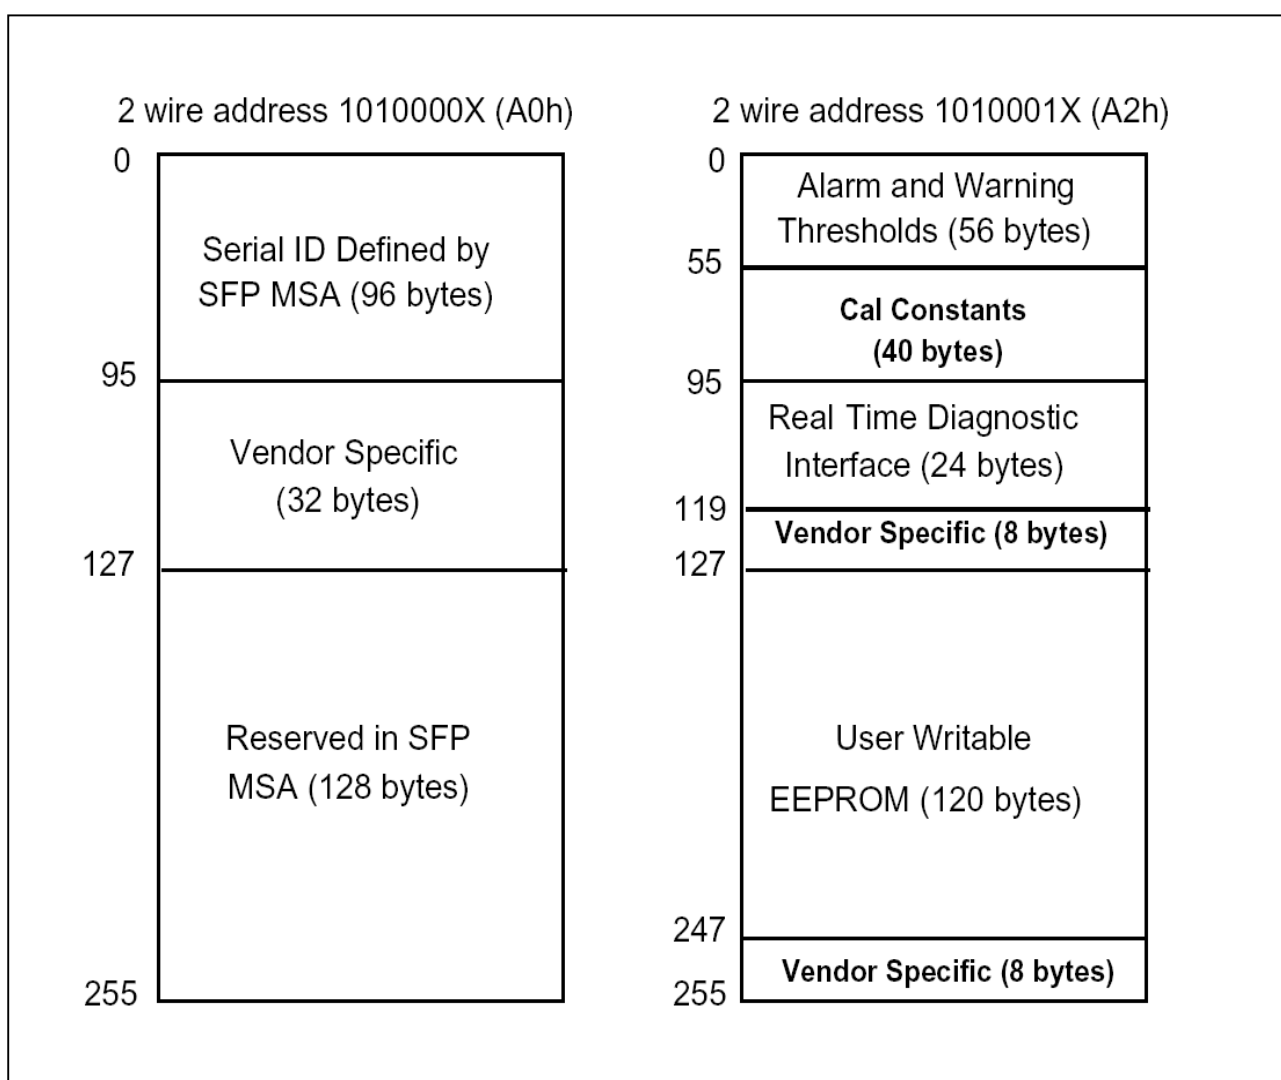 2 wire address 1010000X (A0h)
0
Serial ID Defined by
SFP MSA (96 bytes)
95
Vendor Specific
(32 bytes)
127
Reserved in SFP
MSA (128 bytes)
255
2 wire address 1010001X (A2h)
0
Alarm and Warning
Thresholds (56 bytes)
55
Cal Constants
(40 bytes)
95
Real Time Diagnostic
Interface (24 bytes)
119
Vendor Specific (8 bytes)
127
User Writable
EEPROM (120 bytes)
247
Vendor Specific (8 bytes)
255